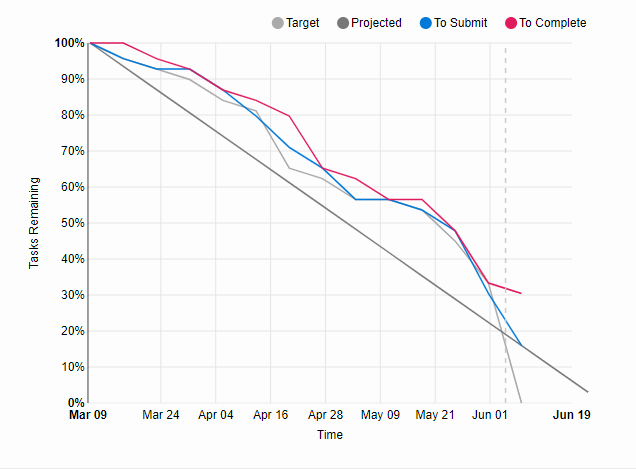 Target Projected To Submit To Complete
100%
90%
80%
70%
60%
50%
40%
30%
20%
10%
0%
Tasks Remaining
Mar 09 Mar 24 Apr 04 Apr 16 Apr 28 May 09 May 21 Jun 01 Jun 19
Time